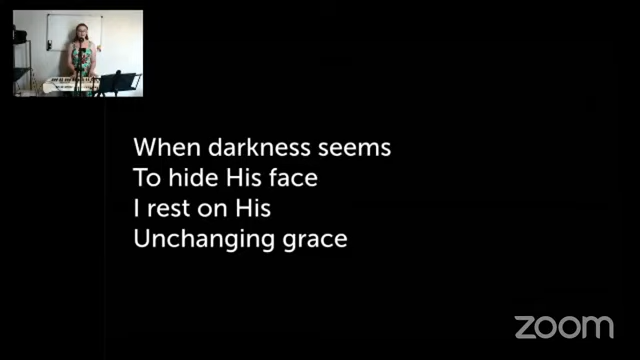 When darkness seems
To hide His face
I rest on His
Unchanging grace
zoom